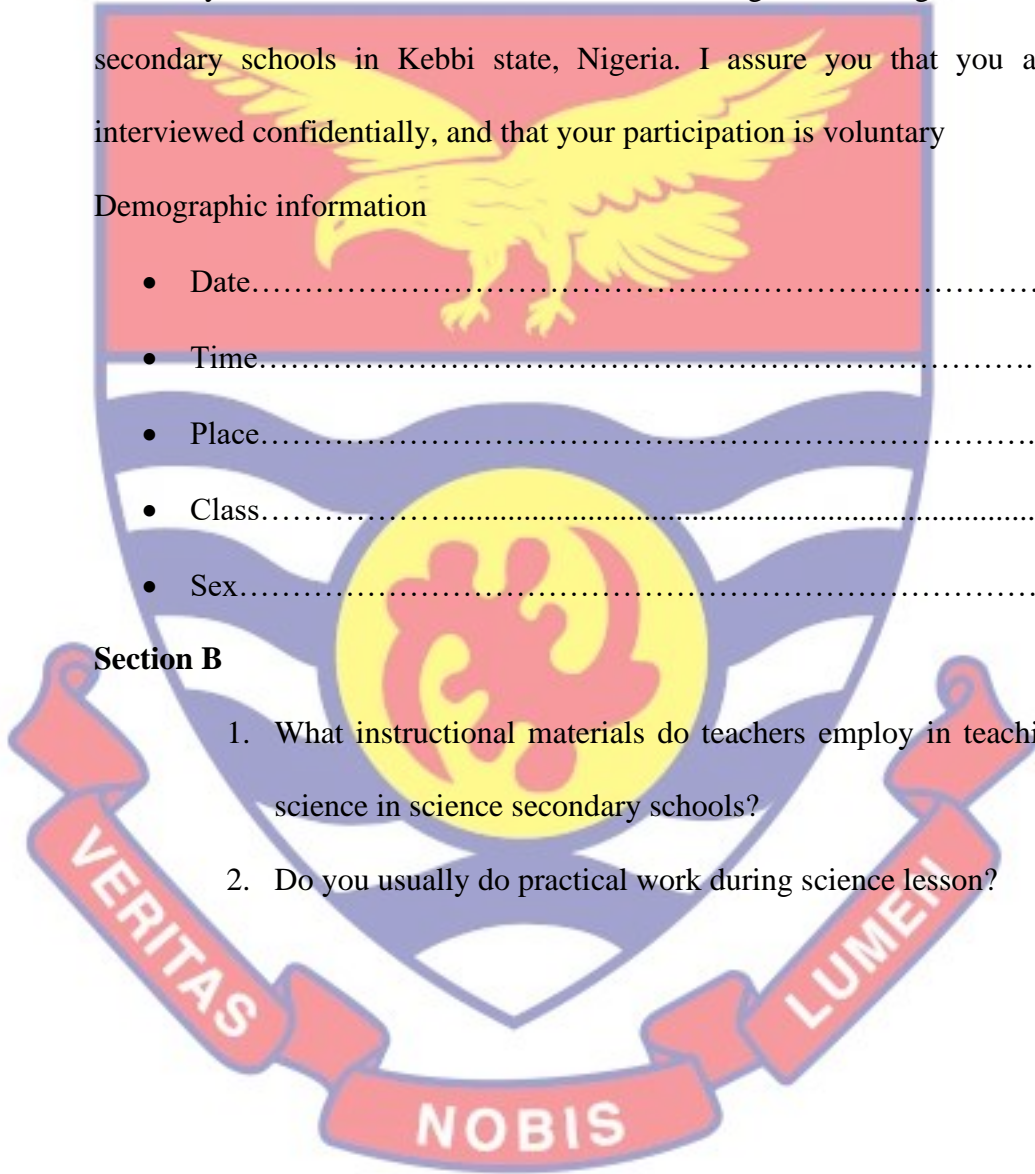 secondary schools in Kebbi state, Nigeria. I assure you that you a
interviewed confidentially, and that your participation is voluntary
Demographic information
• Date……………………………………………………………….
• Time……………………………………………………………..
• Place……………………………………………………………..
• Class……………….............................................................
• Sex……………………………………………………………….
Section B
1. What instructional materials do teachers employ in teachi
science in science secondary schools?
2. Do you usually do practical work during science lesson?
VERITAS
NOBIS
LUMEN